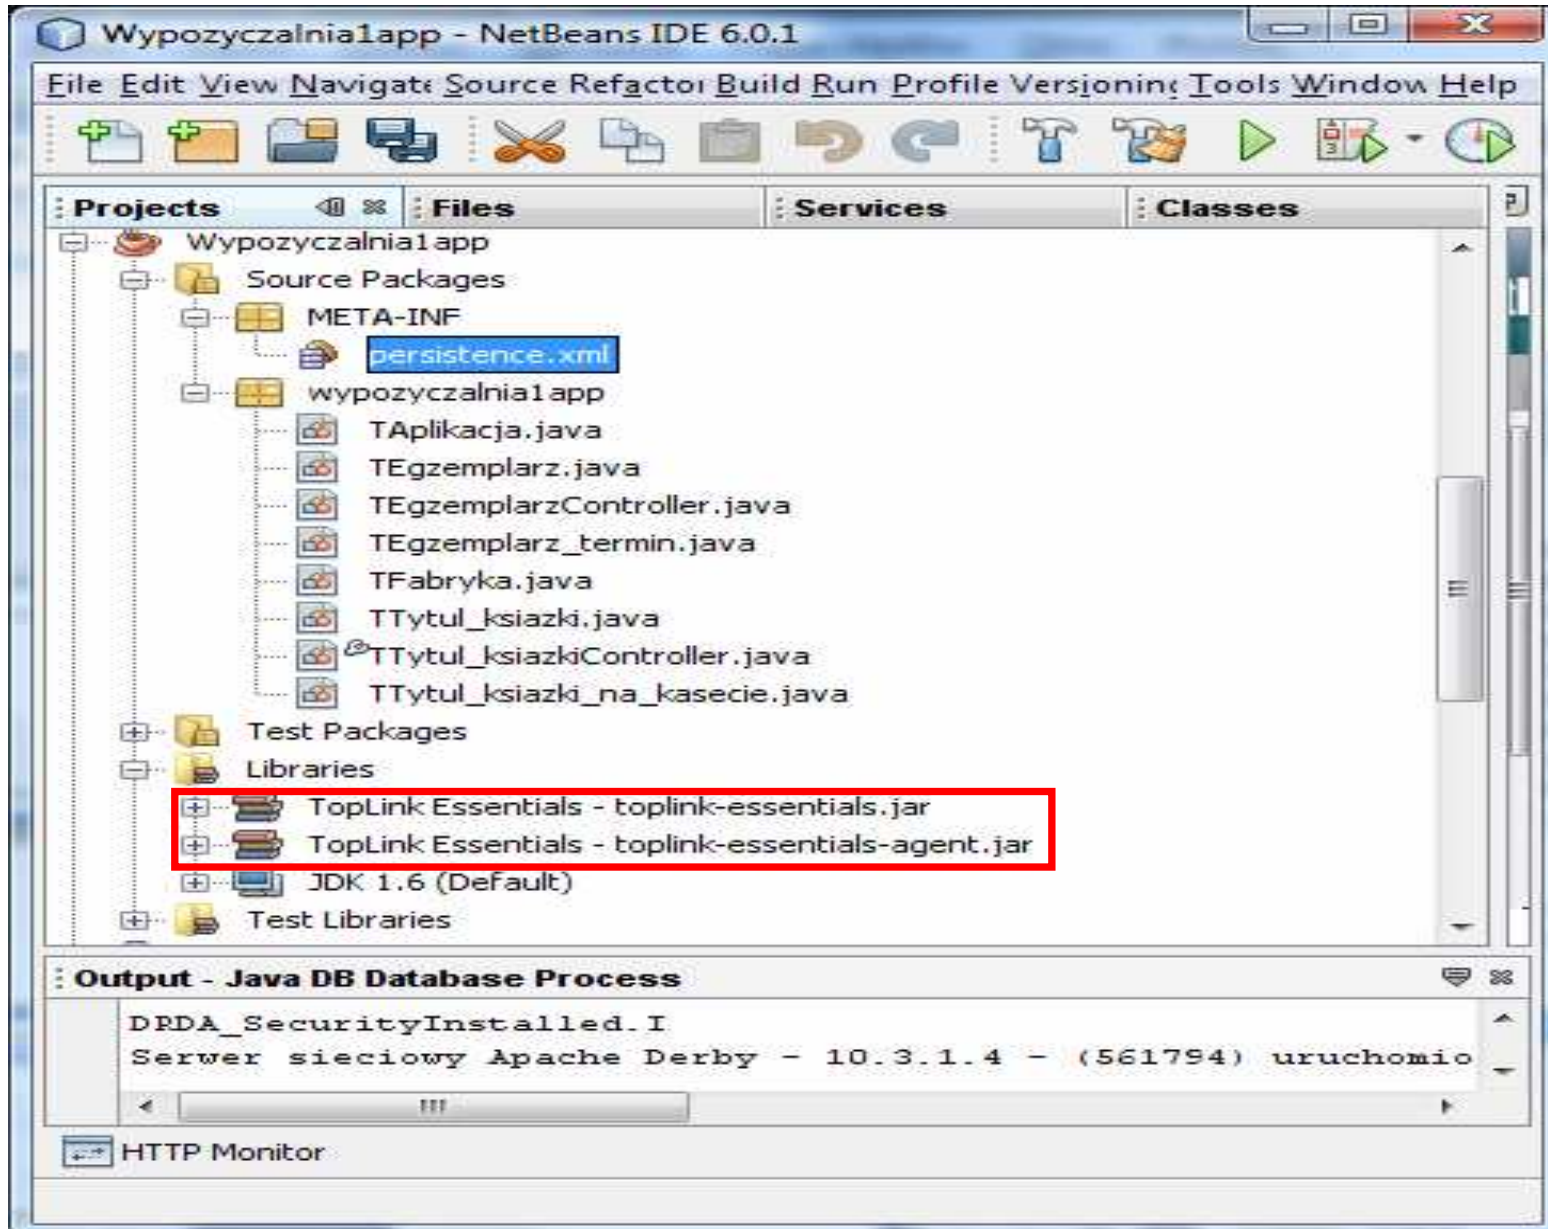 Wypozyczalnia1app - NetBeans IDE 6.0.1
File Edit View Navigate Source Refactor Build Run Profile Versioning Tools Window Help
Projects Files Services Classes
Wypozyczalnia1app
Source Packages
META-INF
persistence.xml
wypozyczalnia1app
TAplikacja.java
TEgzemplarz.java
TEgzemplarzController.java
TEgzemplarz_termin.java
TFabryka.java
TTytul_ksiazki.java
TTytul_ksiazkiController.java
TTytul_ksiazki_na_kasecie.java
Test Packages
Libraries
TopLink Essentials - toplink-essentials.jar
TopLink Essentials - toplink-essentials-agent.jar
JDK 1.6 (Default)
Test Libraries
Output - Java DB Database Process
DRDA_SecurityInstalled.I
Serwer sieciowy Apache Derby - 10.3.1.4 - (561794) uruchomio
HTTP Monitor